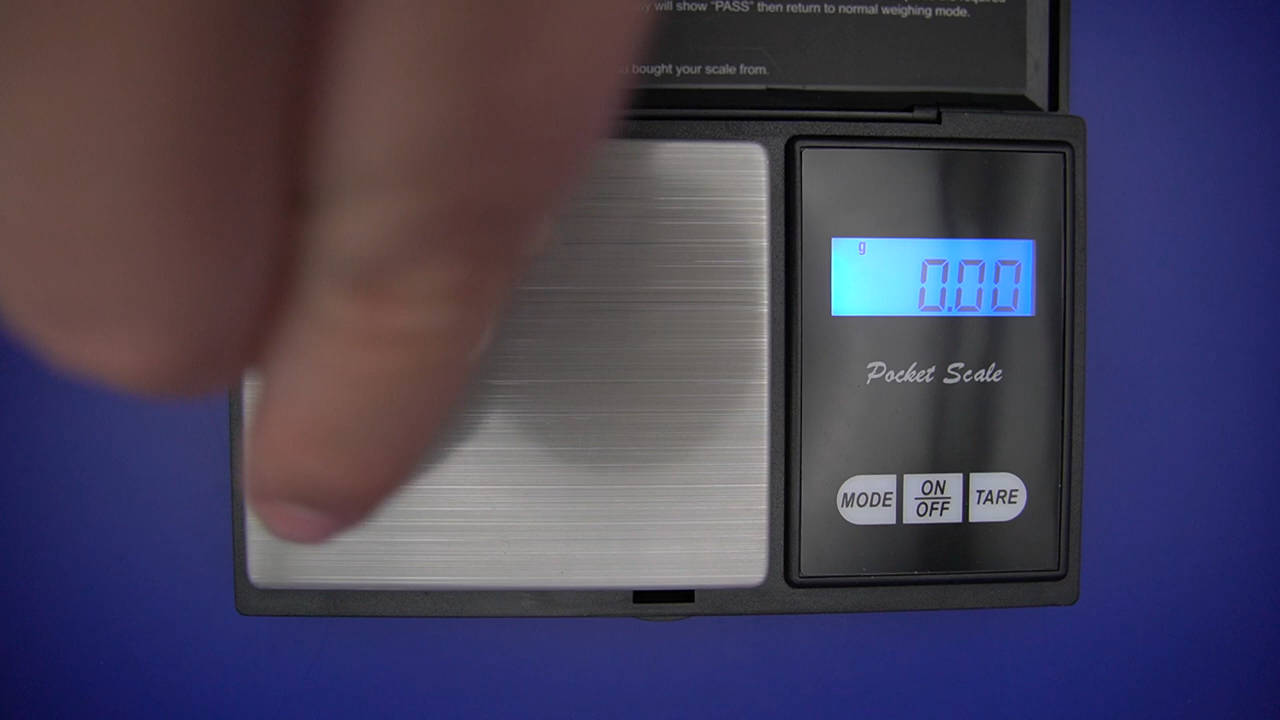 will show "PASS" then return to normal weighing mode.
bought your scale from.
g
0.00
Pocket Scale
MODE
ON
OFF
TARE